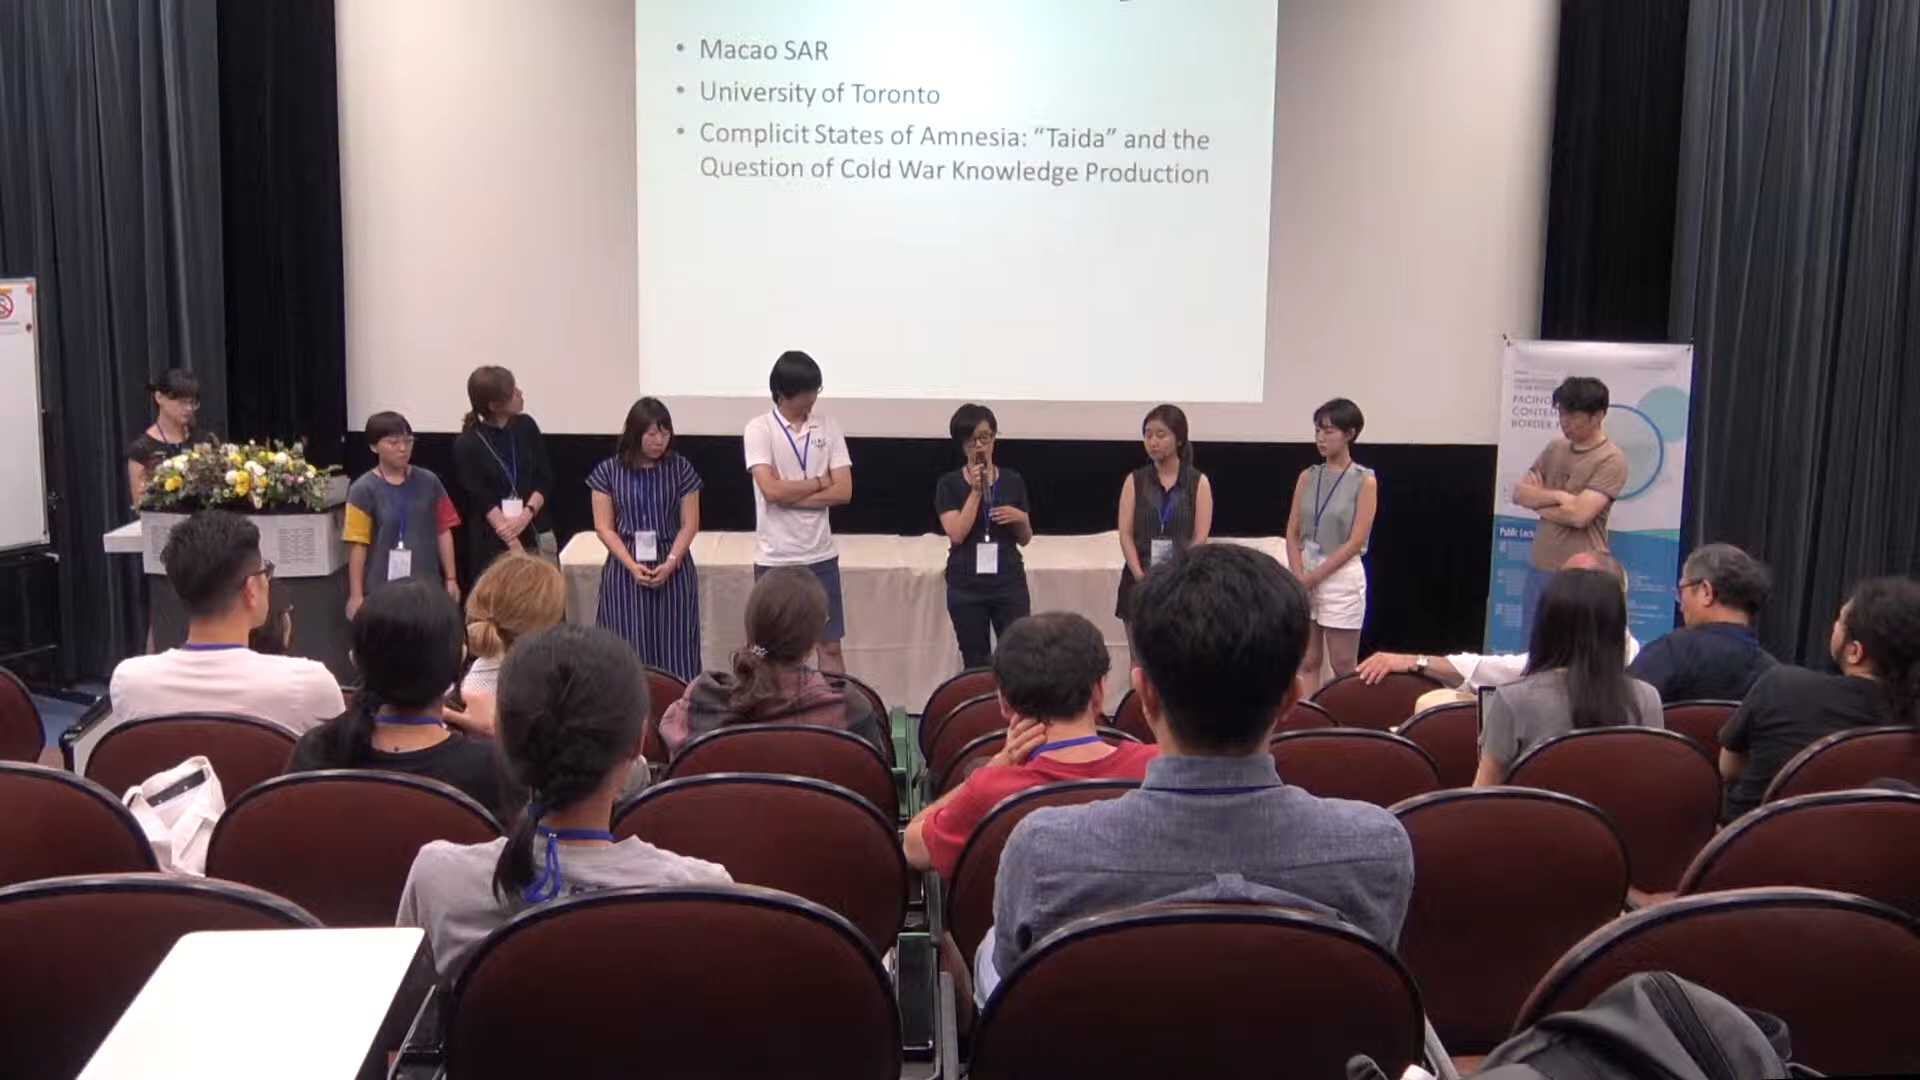 • Macao SAR
• University of Toronto
• Complicit States of Amnesia: “Taida” and the
Question of Cold War Knowledge Production
FACING
CONTEM
BORDER
Public Lectu